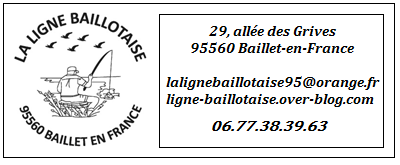 LA LIGNE BAILLOTAISE
95560 BAILLET EN FRANCE
29, allée des Grives
95560 Baillet-en-France
lalignebaillotaise95@orange.fr
ligne-baillotaise.over-blog.com
06.77.38.39.63